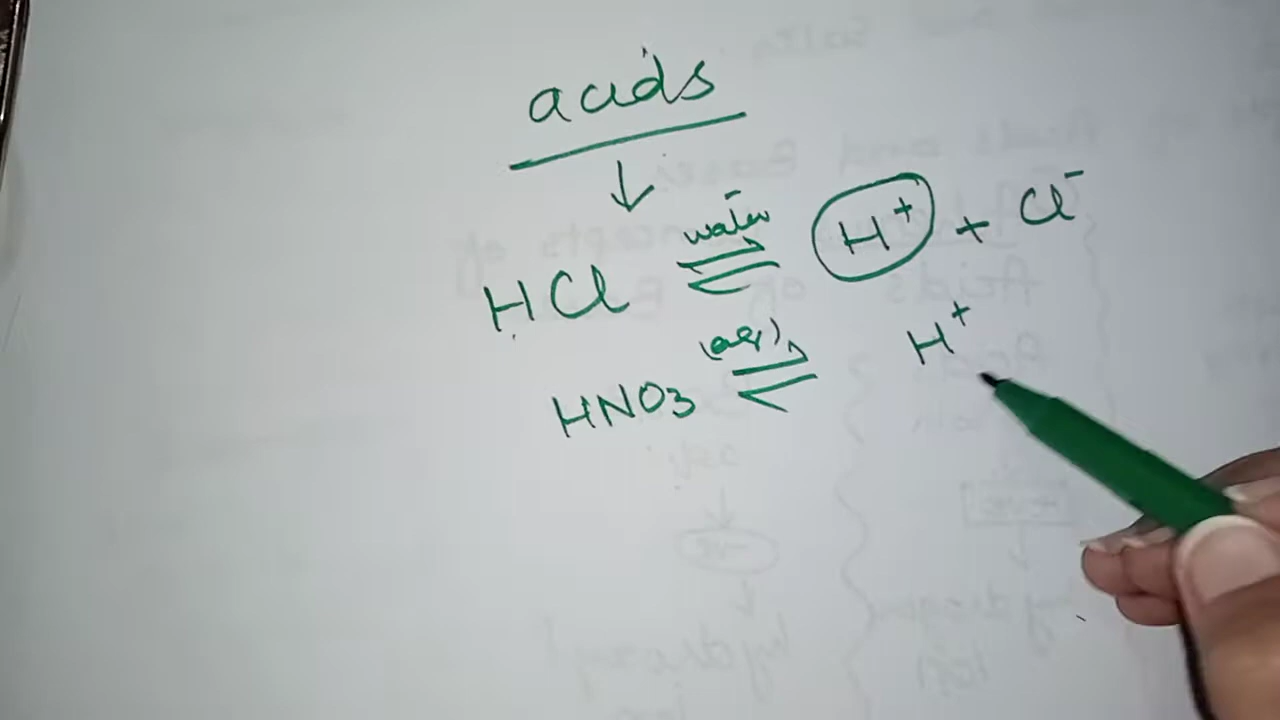 acids
↓
water
HCl ⇌ H⁺ + Cl⁻
(aq)
HNO3 ⇌ H⁺